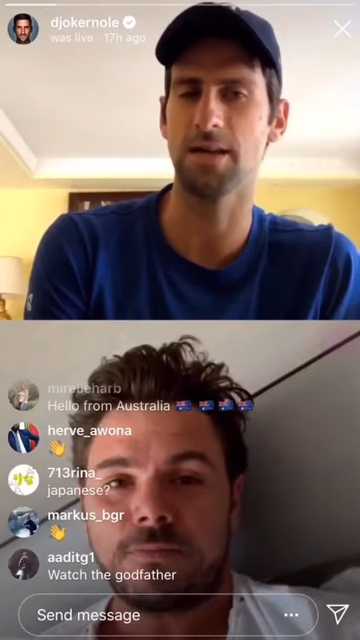 djokernole
was live · 17h ago
mirelleharb
Hello from Australia 🇦🇺 🇦🇺 🇦🇺 🇦🇺
herve_awona
👋
713rina_
japanese?
markus_bgr
👋
aaditg1
Watch the godfather
Send message